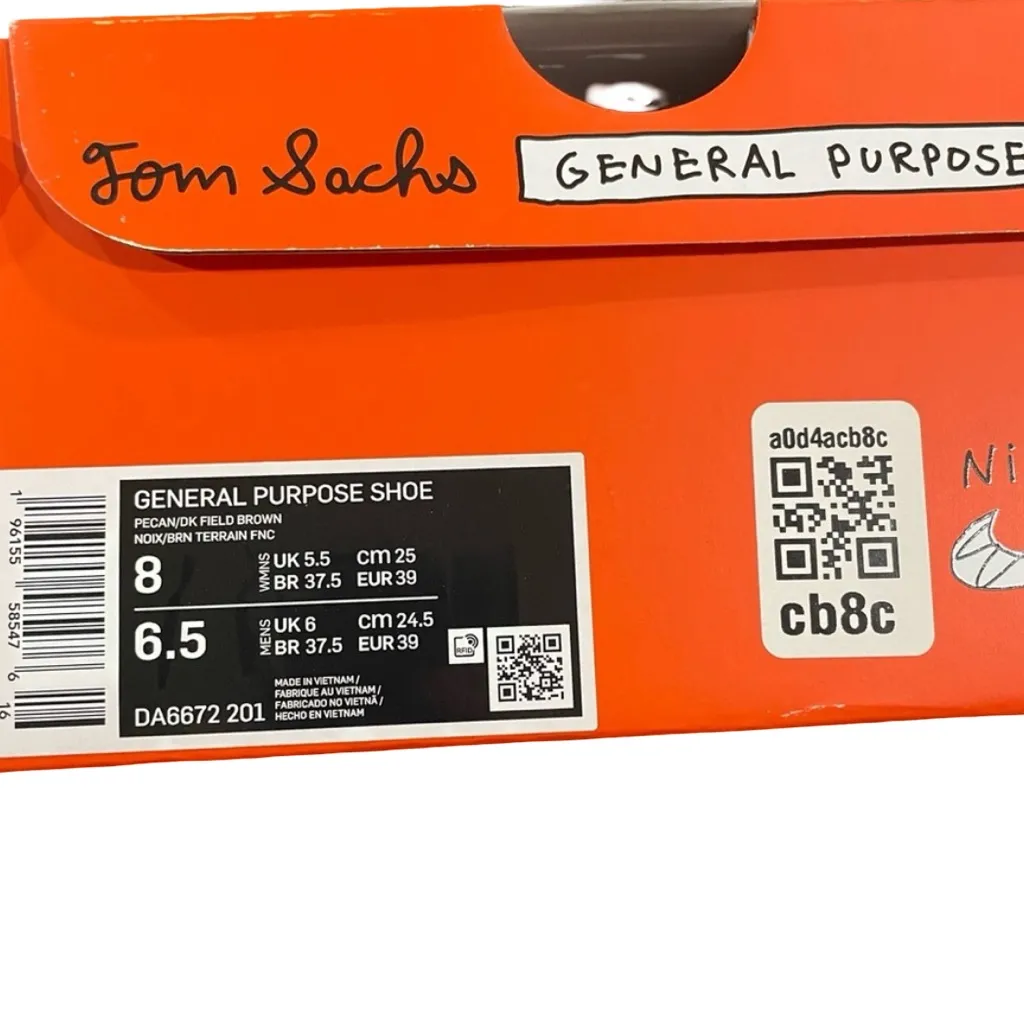 Tom Sachs
GENERAL PURPOSE
a0d4acb8c
cb8c
Ni
GENERAL PURPOSE SHOE
PECAN/DK FIELD BROWN
NOIX/BRN TERRAIN FNC
8 WMNS UK 5.5 cm 25
BR 37.5 EUR 39
6.5 MENS UK 6 cm 24.5
BR 37.5 EUR 39
RFID
MADE IN VIETNAM /
FABRIQUE AU VIETNAM /
FABRICADO NO VIETNÃ /
HECHO EN VIETNAM
DA6672 201
1 96155 58547 6 16